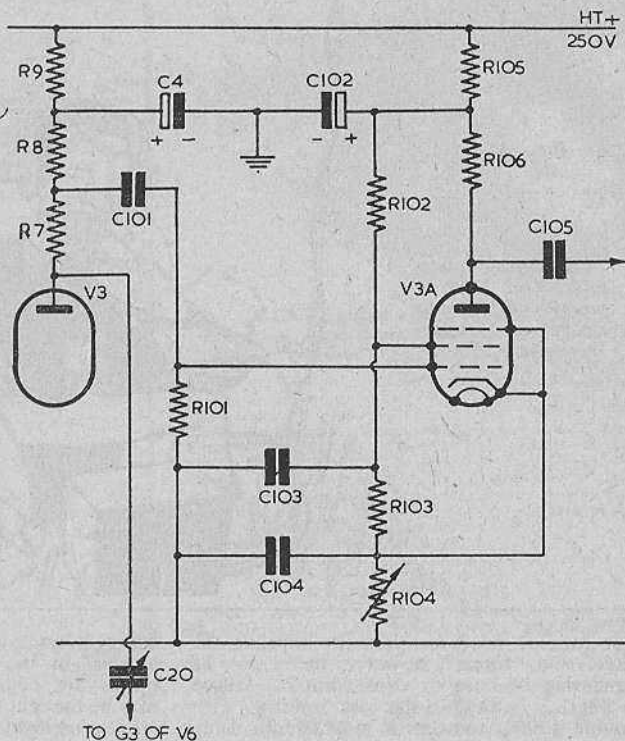 HT+
250V
R9
C4
C102
R105
+ -
- +
R8
R106
C101
R102
C105
R7
V3
V3A
R101
C103
R103
C104
R104
C20
TO G3 OF V6